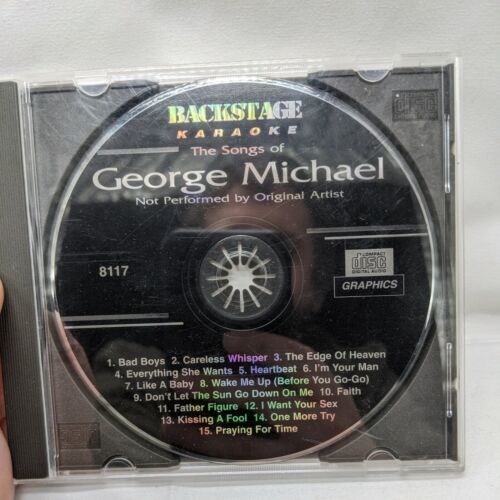 BACKSTAGE
KARAOKE
The Songs of
George Michael
Not Performed by Original Artist
8117
COMPACT
disc
DIGITAL AUDIO
GRAPHICS
1. Bad Boys 2. Careless Whisper 3. The Edge Of Heaven
4. Everything She Wants 5. Heartbeat 6. I'm Your Man
7. Like A Baby 8. Wake Me Up (Before You Go-Go)
9. Don't Let The Sun Go Down On Me 10. Faith
11. Father Figure 12. I Want Your Sex
13. Kissing A Fool 14. One More Try
15. Praying For Time